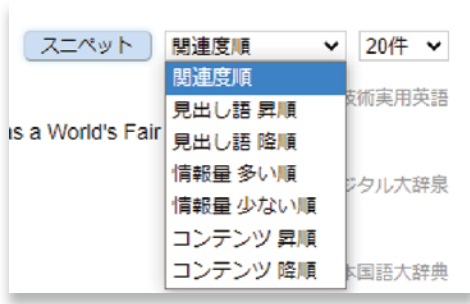 スニペット 関連度順 20件
関連度順
技術実用英語
見出し語 昇順
as a World's Fair
見出し語 降順
情報量 多い順
ジタル大辞泉
情報量 少ない順
コンテンツ 昇順
コンテンツ 降順
本国語大辞典